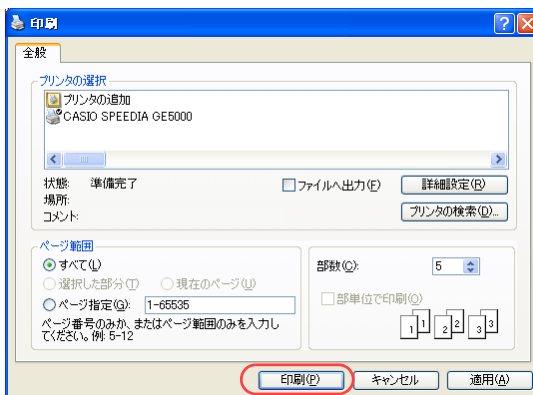 印刷
全般
プリンタの選択
プリンタの追加
CASIO SPEEDIA GE5000
状態: 準備完了
場所:
コメント:
ファイルへ出力(F)
詳細設定(R)
プリンタの検索(D)...
ページ範囲
すべて(L)
選択した部分(T) 現在のページ(U)
ページ指定(G): 1-65535
ページ番号のみか、またはページ範囲のみを入力し
てください。例: 5-12
部数(C): 5
部単位で印刷(O)
1 1 2 2 3 3
印刷(P) キャンセル 適用(A)